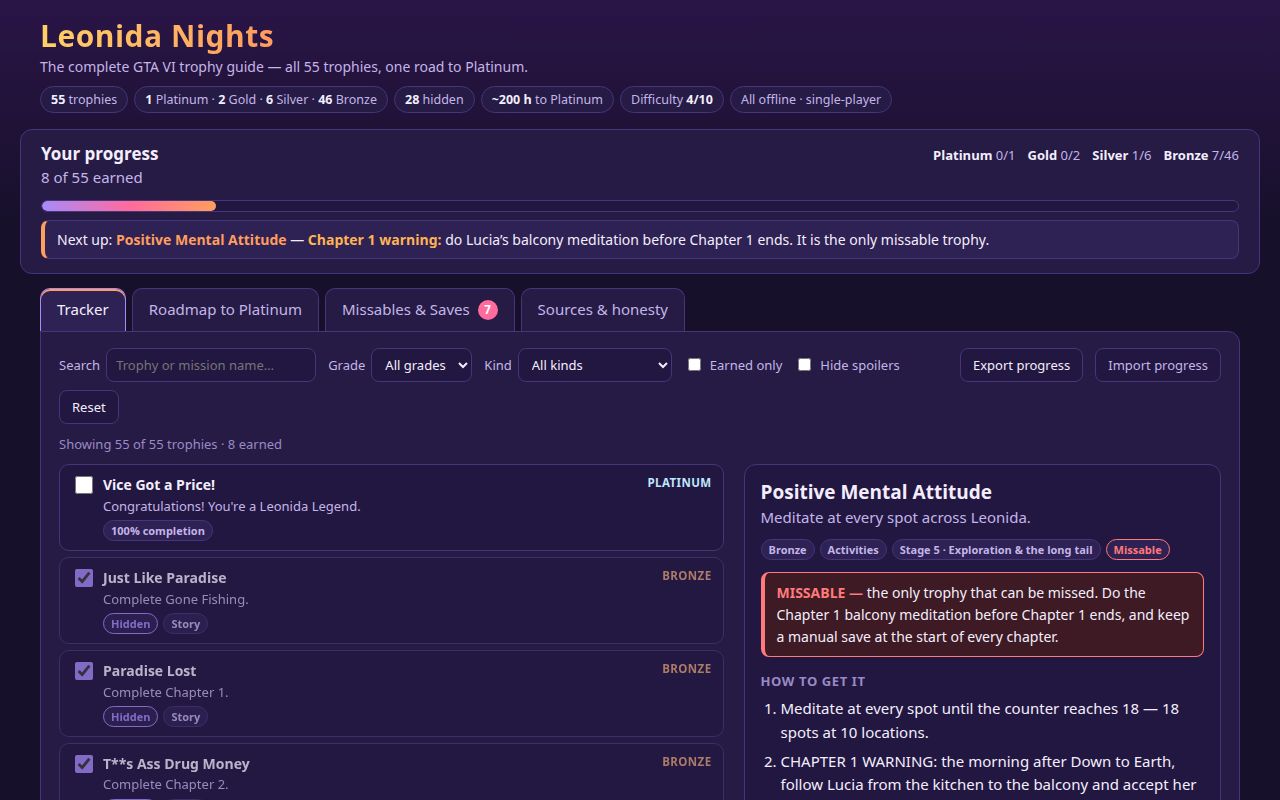 Leonida Nights
The complete GTA VI trophy guide — all 55 trophies, one road to Platinum.
55 trophies
1 Platinum · 2 Gold · 6 Silver · 46 Bronze
28 hidden
~200 h to Platinum
Difficulty 4/10
All offline · single-player
Your progress
Platinum 0/1 Gold 0/2 Silver 1/6 Bronze 7/46
8 of 55 earned
Next up: Positive Mental Attitude — Chapter 1 warning: do Lucia’s balcony meditation before Chapter 1 ends. It is the only missable trophy.
Tracker
Roadmap to Platinum
Missables & Saves 7
Sources & honesty
Search
Trophy or mission name...
Grade
All grades
Kind
All kinds
Earned only
Hide spoilers
Export progress
Import progress
Reset
Showing 55 of 55 trophies · 8 earned
Vice Got a Price!
PLATINUM
Congratulations! You're a Leonida Legend.
100% completion
Just Like Paradise
BRONZE
Complete Gone Fishing.
Hidden
Story
Paradise Lost
BRONZE
Complete Chapter 1.
Hidden
Story
T**s Ass Drug Money
BRONZE
Complete Chapter 2.
Positive Mental Attitude
Meditate at every spot across Leonida.
Bronze
Activities
Stage 5 · Exploration & the long tail
Missable
MISSABLE — the only trophy that can be missed. Do the
Chapter 1 balcony meditation before Chapter 1 ends, and keep
a manual save at the start of every chapter.
HOW TO GET IT
1. Meditate at every spot until the counter reaches 18 — 18
spots at 10 locations.
2. CHAPTER 1 WARNING: the morning after Down to Earth,
follow Lucia from the kitchen to the balcony and accept her